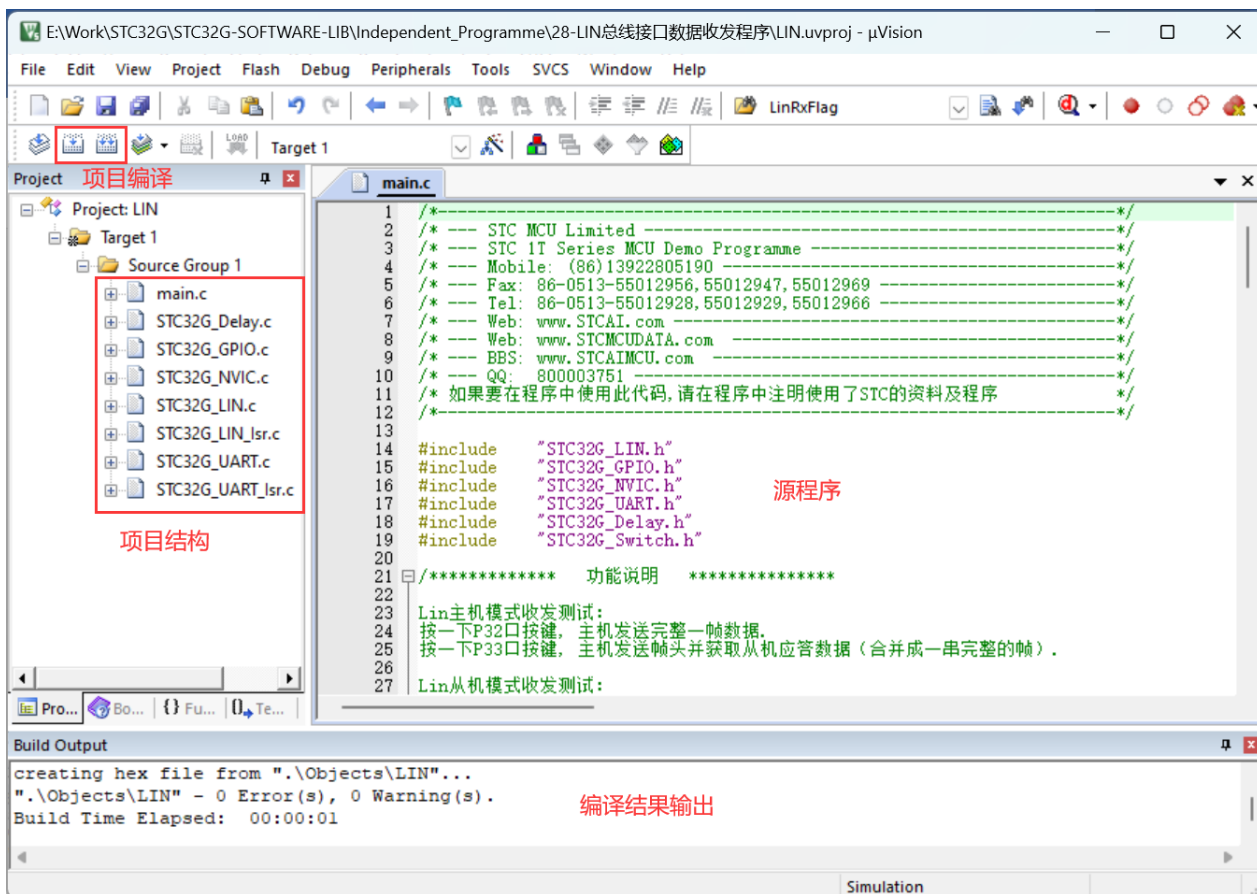 E:\Work\STC32G\STC32G-SOFTWARE-LIB\Independent_Programme\28-LIN总线接口数据收发程序\LIN.uvproj - µVision
File Edit View Project Flash Debug Peripherals Tools SVCS Window Help
LinRxFlag
LOAD Target 1
Project 项目编译
main.c
Project: LIN
Target 1
Source Group 1
main.c
STC32G_Delay.c
STC32G_GPIO.c
STC32G_NVIC.c
STC32G_LIN.c
STC32G_LIN_Isr.c
STC32G_UART.c
STC32G_UART_Isr.c
项目结构
1 /*---------------------------------------------------------------------*/
2 /* --- STC MCU Limited ------------------------------------------------*/
3 /* --- STC 1T Series MCU Demo Programme -------------------------------*/
4 /* --- Mobile: (86)13922805190 ----------------------------------------*/
5 /* --- Fax: 86-0513-55012956,55012947,55012969 ------------------------*/
6 /* --- Tel: 86-0513-55012928,55012929,55012966 ------------------------*/
7 /* --- Web: www.STCAI.com ---------------------------------------------*/
8 /* --- Web: www.STCMCUDATA.com  ---------------------------------------*/
9 /* --- BBS: www.STCAIMCU.com  -----------------------------------------*/
10 /* --- QQ:  800003751 -------------------------------------------------*/
11 /* 如果要在程序中使用此代码,请在程序中注明使用了STC的资料及程序            */
12 /*---------------------------------------------------------------------*/
13
14 #include    "STC32G_LIN.h"
15 #include    "STC32G_GPIO.h"
16 #include    "STC32G_NVIC.h"
17 #include    "STC32G_UART.h"
18 #include    "STC32G_Delay.h"
19 #include    "STC32G_Switch.h"
源程序
20
21 /*************   功能说明   ***************
22
23 Lin主机模式收发测试:
24 按一下P32口按键, 主机发送完整一帧数据.
25 按一下P33口按键, 主机发送帧头并获取从机应答数据（合并成一串完整的帧）.
26
27 Lin从机模式收发测试:
Pro... Bo... {} Fu... Te...
Build Output
creating hex file from ".\Objects\LIN"...
".\Objects\LIN" - 0 Error(s), 0 Warning(s).
Build Time Elapsed:  00:00:01
编译结果输出
Simulation